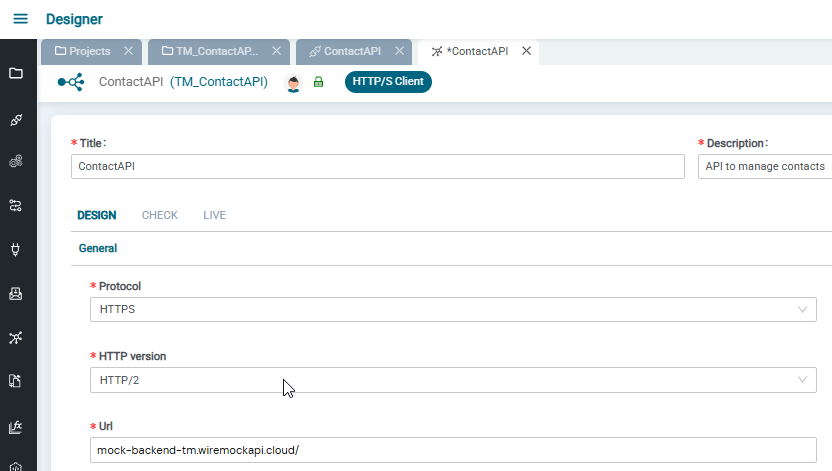 Designer
Projects
TM_ContactAP...
ContactAPI
*ContactAPI
ContactAPI (TM_ContactAPI) HTTP/S Client
* Title:
ContactAPI
* Description:
API to manage contacts
DESIGN CHECK LIVE
General
* Protocol
HTTPS
* HTTP version
HTTP/2
* Url
mock-backend-tm.wiremockapi.cloud/